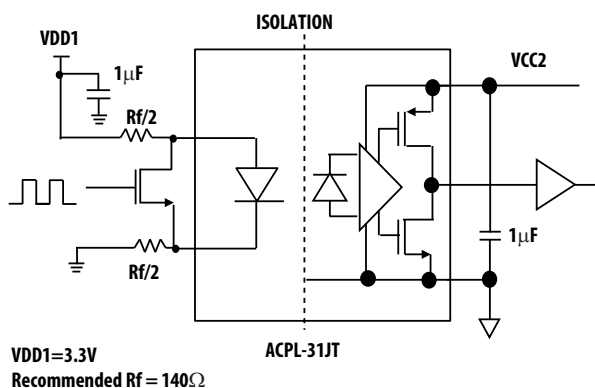 ISOLATION
VDD1
1μF
VCC2
Rf/2
Rf/2
1μF
ACPL-31JT
VDD1=3.3V
Recommended Rf = 140Ω